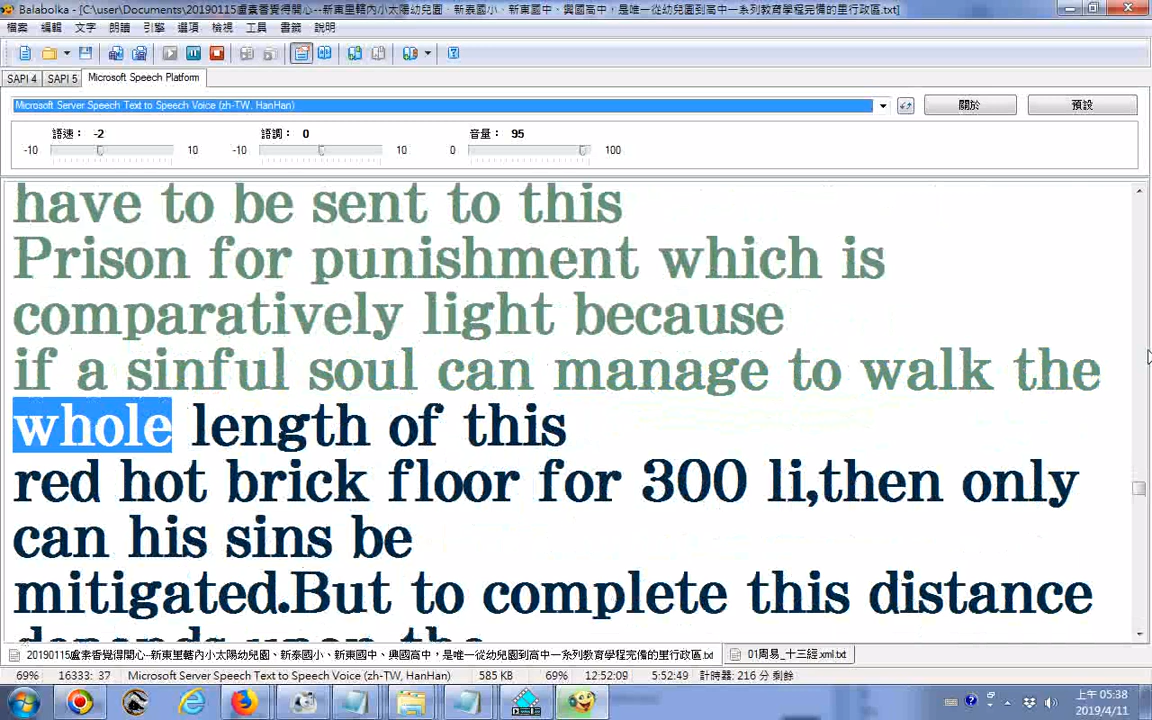 Balabolka - [C:\user\Documents\20190115盧素香覺得開心--新東里轄內小太陽幼兒園、新泰國小、新東國中、興國高中，是唯一從幼兒園到高中一系列教育學程完備的里行政區.txt]
檔案 編輯 文字 朗讀 引擎 選項 檢視 工具 書籤 說明
SAPI 4 SAPI 5 Microsoft Speech Platform
Microsoft Server Speech Text to Speech Voice (zh-TW, HanHan)
關於 預設
語速： -2 語調： 0 音量： 95
-10 10 -10 10 0 100
have to be sent to this
Prison for punishment which is
comparatively light because
if a sinful soul can manage to walk the
whole length of this
red hot brick floor for 300 li,then only
can his sins be
mitigated.But to complete this distance
depends upon the
20190115盧素香覺得開心--新東里轄內小太陽幼兒園、新泰國小、新東國中、興國高中，是唯一從幼兒園到高中一系列教育學程完備的里行政區.txt 01周易_十三經.xml.txt
69% 16333: 37 Microsoft Server Speech Text to Speech Voice (zh-TW, HanHan) 585 KB 69% 12:52:09 5:52:49 計時器: 216 分 剩餘
上午 05:38
2019/4/11